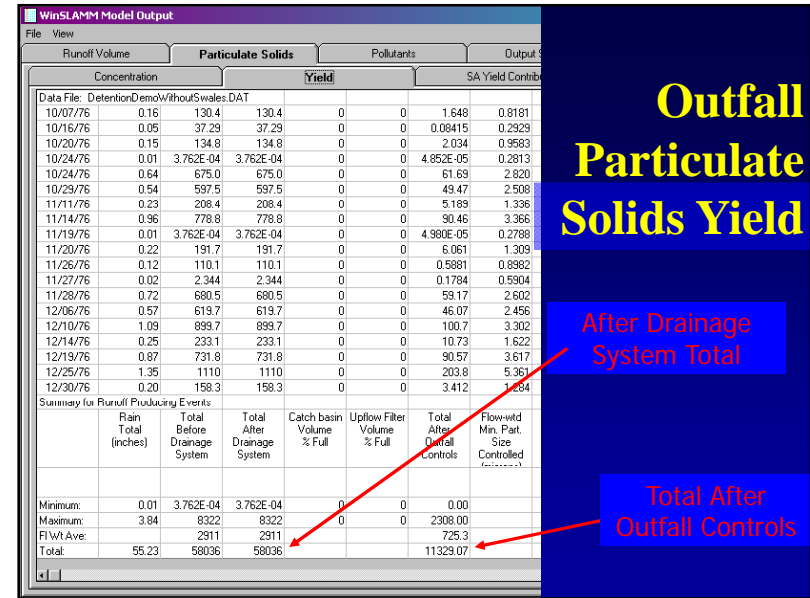 WinSLAMM Model Output
File View
Runoff Volume Particulate Solids Pollutants Output S
Concentration Yield SA Yield Contrib
Data File: DetentionDemoWithoutSwales.DAT
10/07/76 0.16 130.4 130.4 0 0 1.648 0.8181
10/16/76 0.05 37.29 37.29 0 0 0.08415 0.2929
10/20/76 0.15 134.8 134.8 0 0 2.034 0.9583
10/24/76 0.01 3.762E-04 3.762E-04 0 0 4.852E-05 0.2813
10/24/76 0.64 675.0 675.0 0 0 61.69 2.820
10/29/76 0.54 597.5 597.5 0 0 49.47 2.508
11/11/76 0.23 208.4 208.4 0 0 5.189 1.336
11/14/76 0.96 778.8 778.8 0 0 90.46 3.366
11/19/76 0.01 3.762E-04 3.762E-04 0 0 4.980E-05 0.2788
11/20/76 0.22 191.7 191.7 0 0 6.061 1.309
11/26/76 0.12 110.1 110.1 0 0 0.5881 0.8982
11/27/76 0.02 2.344 2.344 0 0 0.1784 0.5904
11/28/76 0.72 680.5 680.5 0 0 59.17 2.602
12/06/76 0.57 619.7 619.7 0 0 46.07 2.456
12/10/76 1.09 899.7 899.7 0 0 100.7 3.302
12/14/76 0.25 233.1 233.1 0 0 10.73 1.622
12/19/76 0.87 731.8 731.8 0 0 90.57 3.617
12/25/76 1.35 1110 1110 0 0 203.8 5.361
12/30/76 0.20 158.3 158.3 0 0 3.412 1.284
Summary for Runoff Producing Events
Rain Total Total Catch basin Upflow Filter Total Flow-wtd
Total Before After Volume Volume After Min. Part.
(inches) Drainage Drainage % Full % Full Outfall Size
System System Controls Controlled
(microns)
Minimum: 0.01 3.762E-04 3.762E-04 0 0 0.00
Maximum: 3.84 8322 8322 0 0 2308.00
Fl Wt Ave: 2911 2911 725.3
Total: 55.23 58036 58036 11329.07
Outfall
Particulate
Solids Yield
After Drainage
System Total
Total After
Outfall Controls